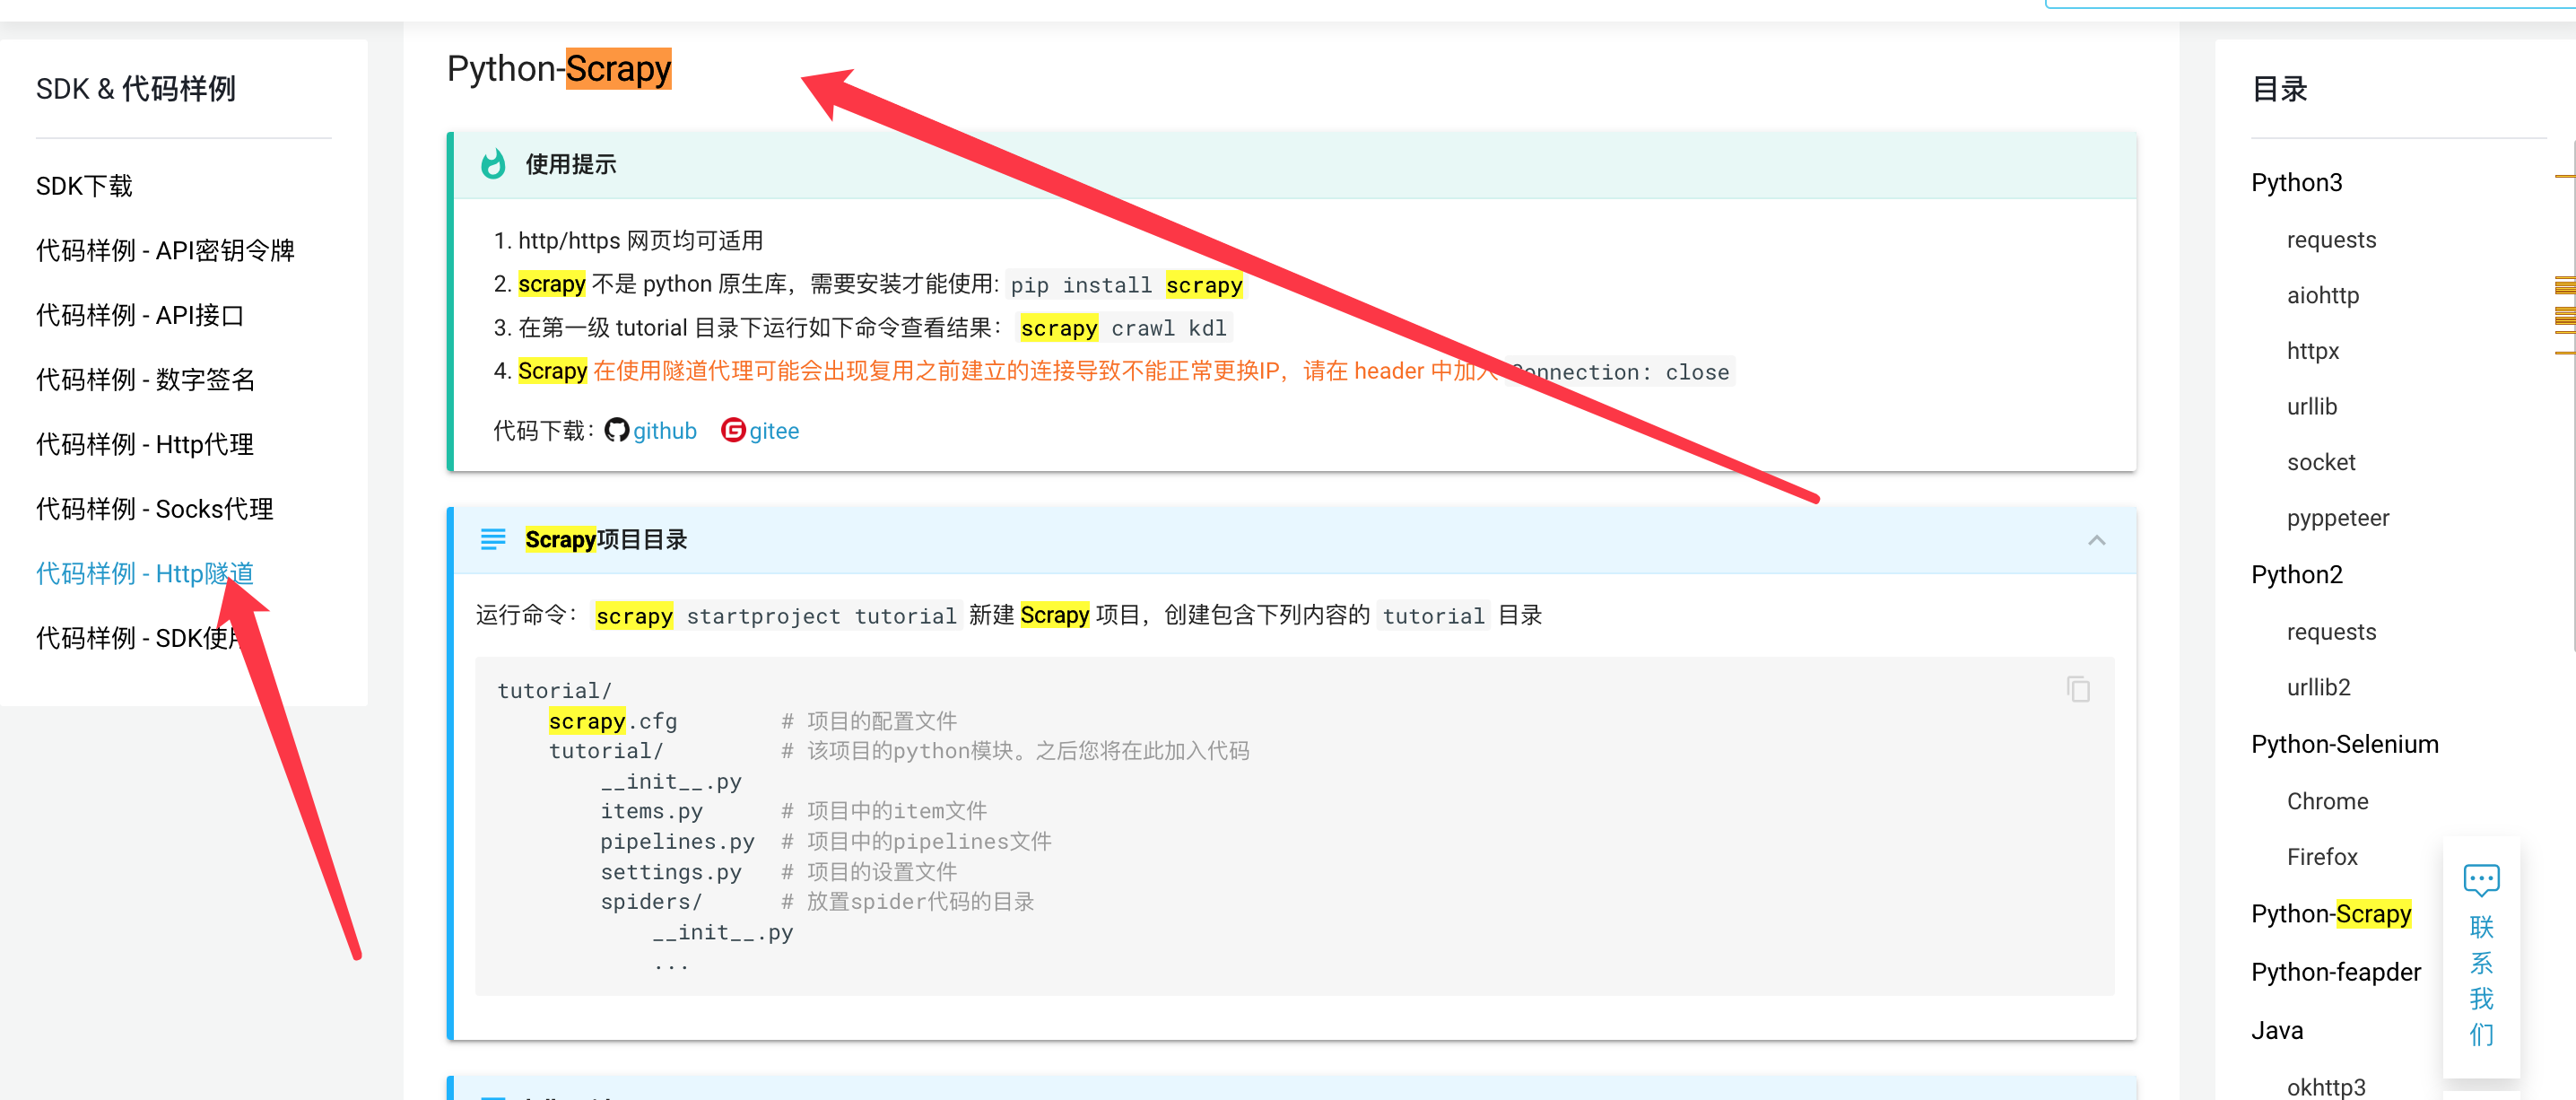 SDK & 代码样例
SDK下载
代码样例 - API密钥令牌
代码样例 - API接口
代码样例 - 数字签名
代码样例 - Http代理
代码样例 - Socks代理
代码样例 - Http隧道
代码样例 - SDK使用
Python-Scrapy
使用提示
1. http/https 网页均可适用
2. scrapy 不是 python 原生库，需要安装才能使用: pip install scrapy
3. 在第一级 tutorial 目录下运行如下命令查看结果： scrapy crawl kdl
4. Scrapy 在使用隧道代理可能会出现复用之前建立的连接导致不能正常更换IP，请在 header 中加入 Connection: close
代码下载： github gitee
Scrapy项目目录
运行命令： scrapy startproject tutorial 新建 Scrapy 项目，创建包含下列内容的 tutorial 目录
tutorial/
scrapy.cfg # 项目的配置文件
tutorial/ # 该项目的python模块。之后您将在此加入代码
__init__.py
items.py # 项目中的item文件
pipelines.py # 项目中的pipelines文件
settings.py # 项目的设置文件
spiders/ # 放置spider代码的目录
__init__.py
...
目录
Python3
requests
aiohttp
httpx
urllib
socket
pyppeteer
Python2
requests
urllib2
Python-Selenium
Chrome
Firefox
Python-Scrapy
Python-feapder
Java
okhttp3
联
系
我
们